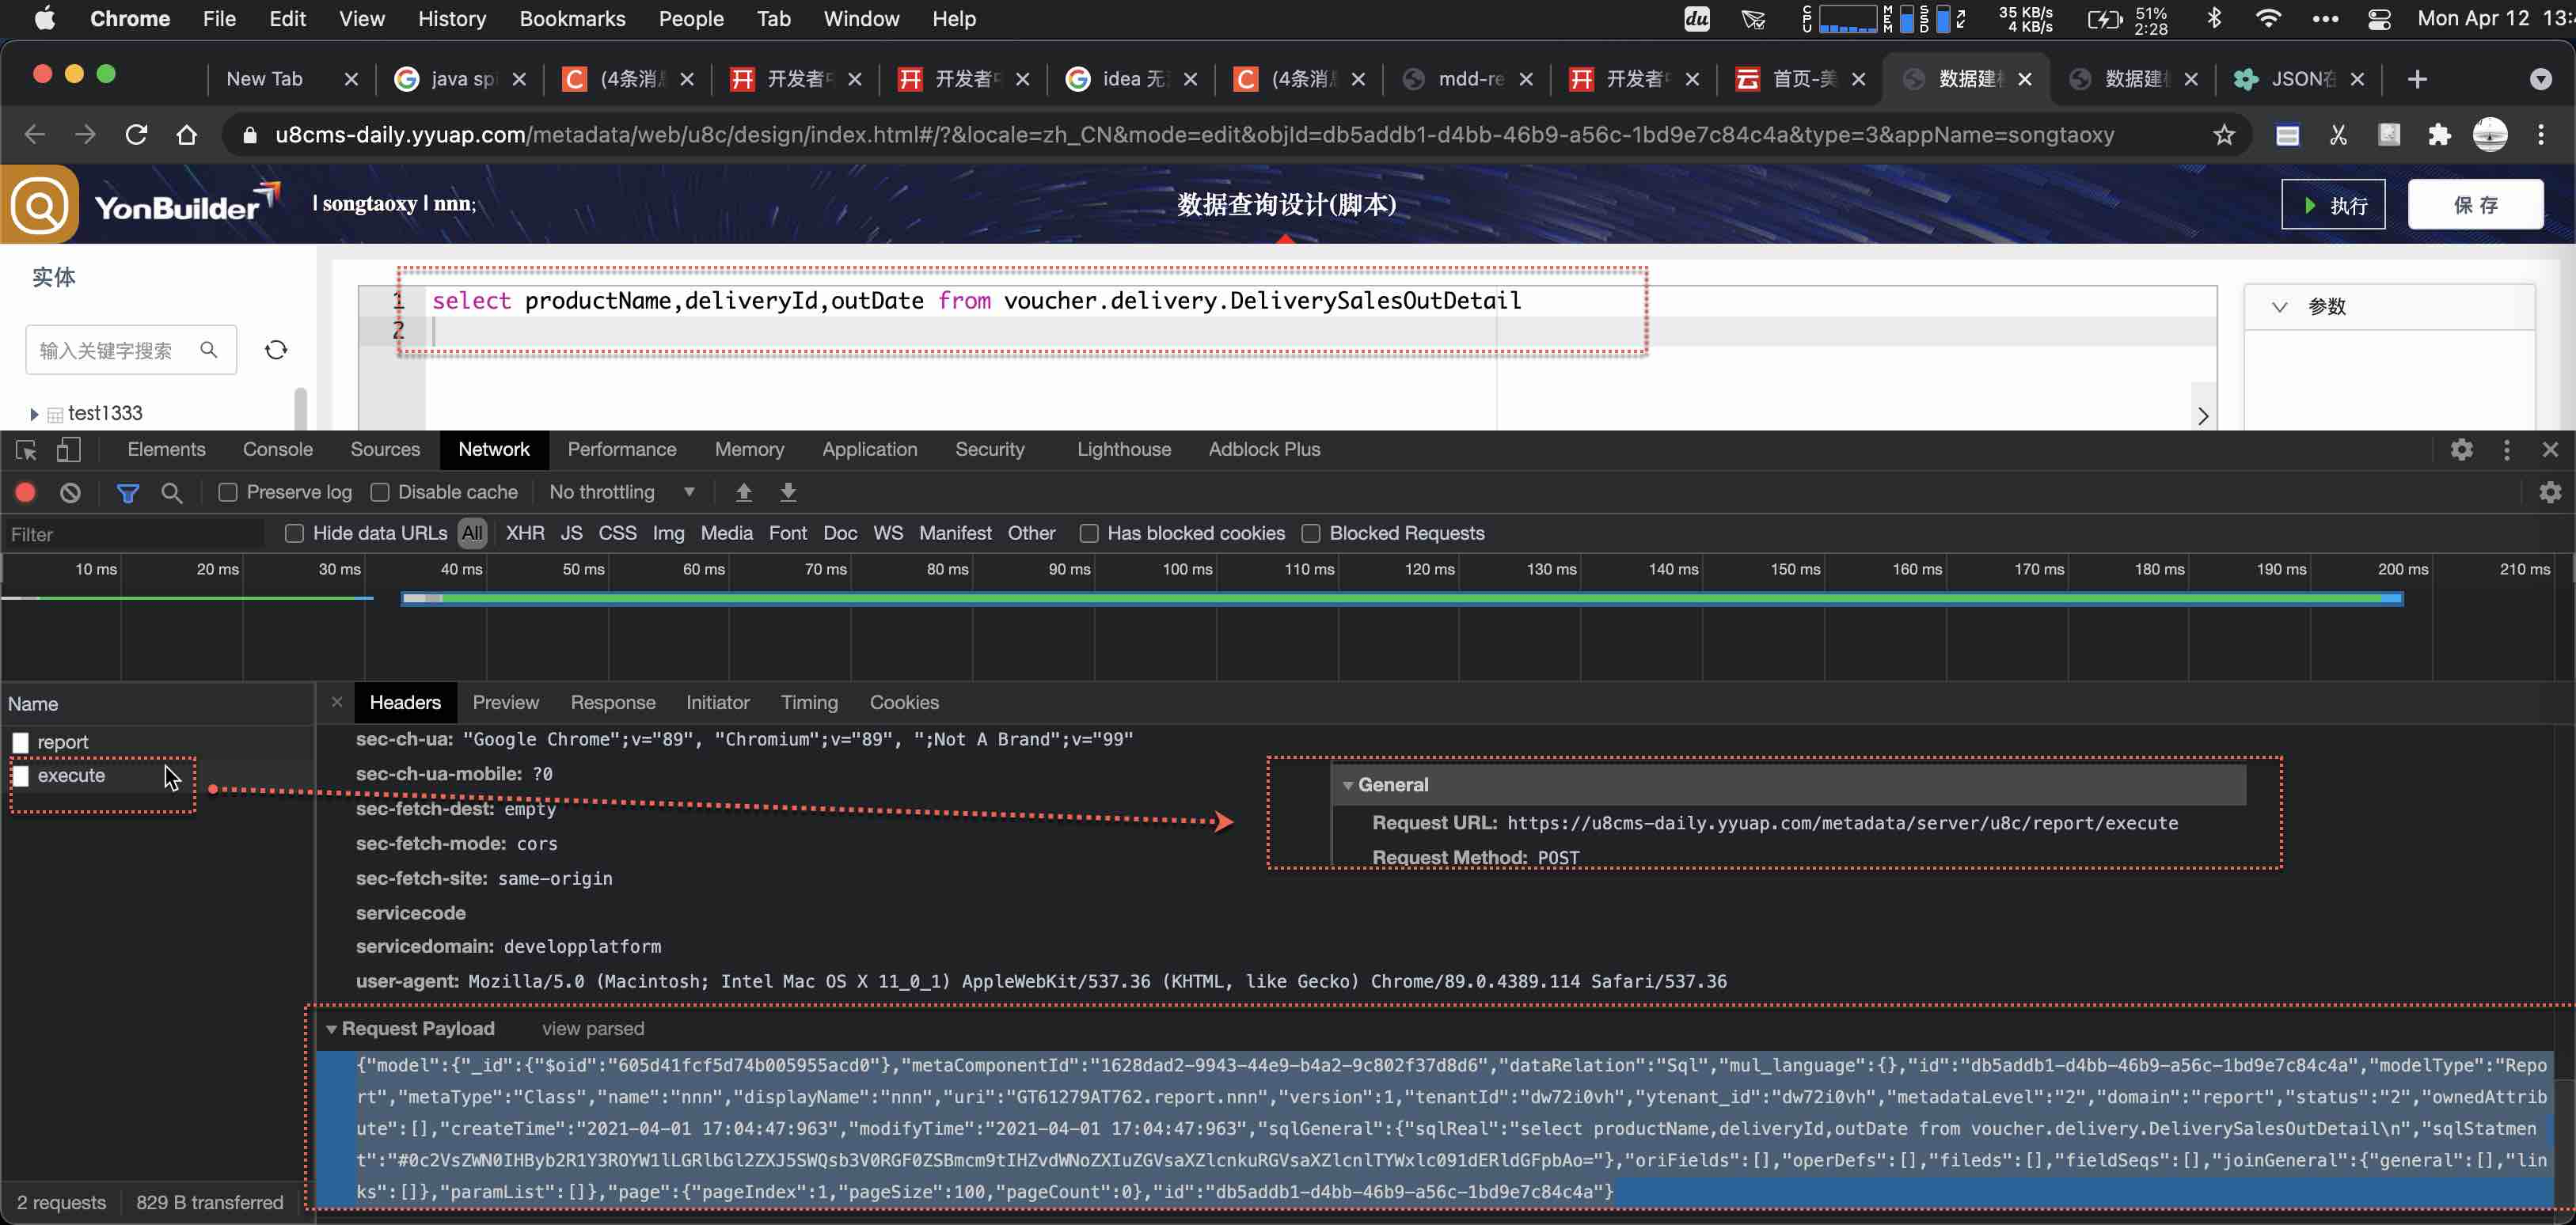 Chrome File Edit View History Bookmarks People Tab Window Help du CPU MEM SSD 35 KB/s 4 KB/s 51% 2:28 Mon Apr 12 13:
New Tab java sp (4条消 开发者 开发者 idea 无 (4条消 mdd-re 开发者 首页-美 数据建 数据建 JSON在
u8cms-daily.yyuap.com/metadata/web/u8c/design/index.html#/?&locale=zh_CN&mode=edit&objId=db5addb1-d4bb-46b9-a56c-1bd9e7c84c4a&type=3&appName=songtaoxy
YonBuilder | songtaoxy | nnn; 数据查询设计(脚本) 执行 保存
实体
输入关键字搜索
test1333
1 select productName,deliveryId,outDate from voucher.delivery.DeliverySalesOutDetail
2
参数
Elements Console Sources Network Performance Memory Application Security Lighthouse Adblock Plus
Preserve log Disable cache No throttling
Filter Hide data URLs All XHR JS CSS Img Media Font Doc WS Manifest Other Has blocked cookies Blocked Requests
10 ms 20 ms 30 ms 40 ms 50 ms 60 ms 70 ms 80 ms 90 ms 100 ms 110 ms 120 ms 130 ms 140 ms 150 ms 160 ms 170 ms 180 ms 190 ms 200 ms 210 ms
Name
report
execute
Headers Preview Response Initiator Timing Cookies
sec-ch-ua: "Google Chrome";v="89", "Chromium";v="89", ";Not A Brand";v="99"
sec-ch-ua-mobile: ?0
sec-fetch-dest: empty
sec-fetch-mode: cors
sec-fetch-site: same-origin
servicecode
servicedomain: developplatform
user-agent: Mozilla/5.0 (Macintosh; Intel Mac OS X 11_0_1) AppleWebKit/537.36 (KHTML, like Gecko) Chrome/89.0.4389.114 Safari/537.36
General
Request URL: https://u8cms-daily.yyuap.com/metadata/server/u8c/report/execute
Request Method: POST
Request Payload view parsed
{"model":{"_id":{"$oid":"605d41fcf5d74b005955acd0"},"metaComponentId":"1628dad2-9943-44e9-b4a2-9c802f37d8d6","dataRelation":"Sql","mul_language":{},"id":"db5addb1-d4bb-46b9-a56c-1bd9e7c84c4a","modelType":"Repo
rt","metaType":"Class","name":"nnn","displayName":"nnn","uri":"GT61279AT762.report.nnn","version":1,"tenantId":"dw72i0vh","ytenant_id":"dw72i0vh","metadataLevel":"2","domain":"report","status":"2","ownedAttrib
ute":[],"createTime":"2021-04-01 17:04:47:963","modifyTime":"2021-04-01 17:04:47:963","sqlGeneral":{"sqlReal":"select productName,deliveryId,outDate from voucher.delivery.DeliverySalesOutDetail\n","sqlStatmen
t":"#0c2VsZWN0IHByb2R1Y3ROYW1lLGRlbGl2ZXJ5SWQsb3V0RGF0ZSBmcm9tIHZvdWNoZXIuZGVsaXZlcnkuRGVsaXZlcnlTYWxlc091dERldGFpbAo="},"oriFields":[],"operDefs":[],"fileds":[],"fieldSeqs":[],"joinGeneral":{"general":[],"lin
ks":[]},"paramList":[]},"page":{"pageIndex":1,"pageSize":100,"pageCount":0},"id":"db5addb1-d4bb-46b9-a56c-1bd9e7c84c4a"}
2 requests 829 B transferred